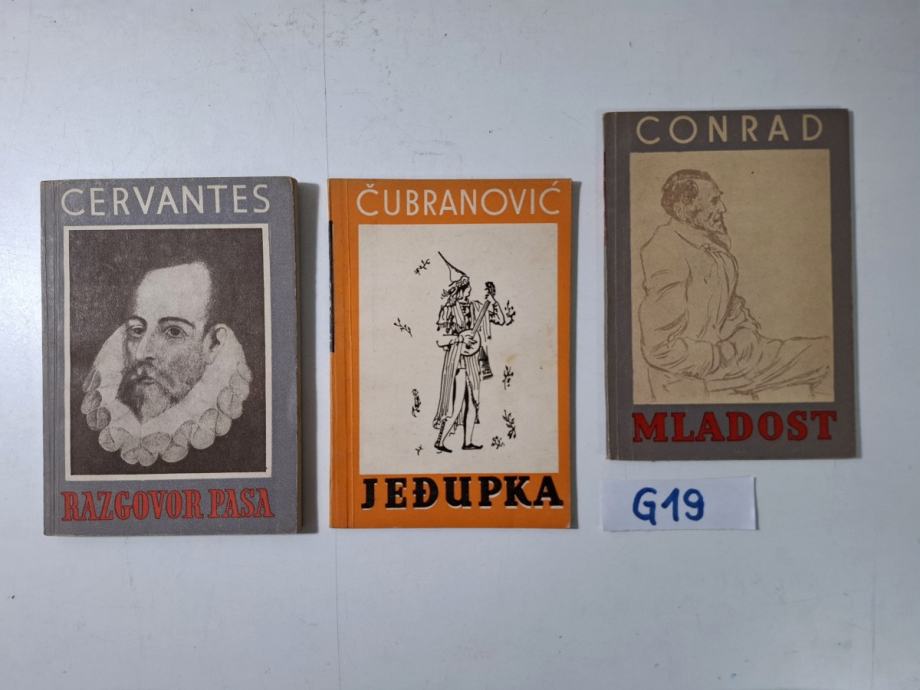 CERVANTES
RAZGOVOR PASA
ČUBRANOVIĆ
JEĐUPKA
CONRAD
MLADOST
G19